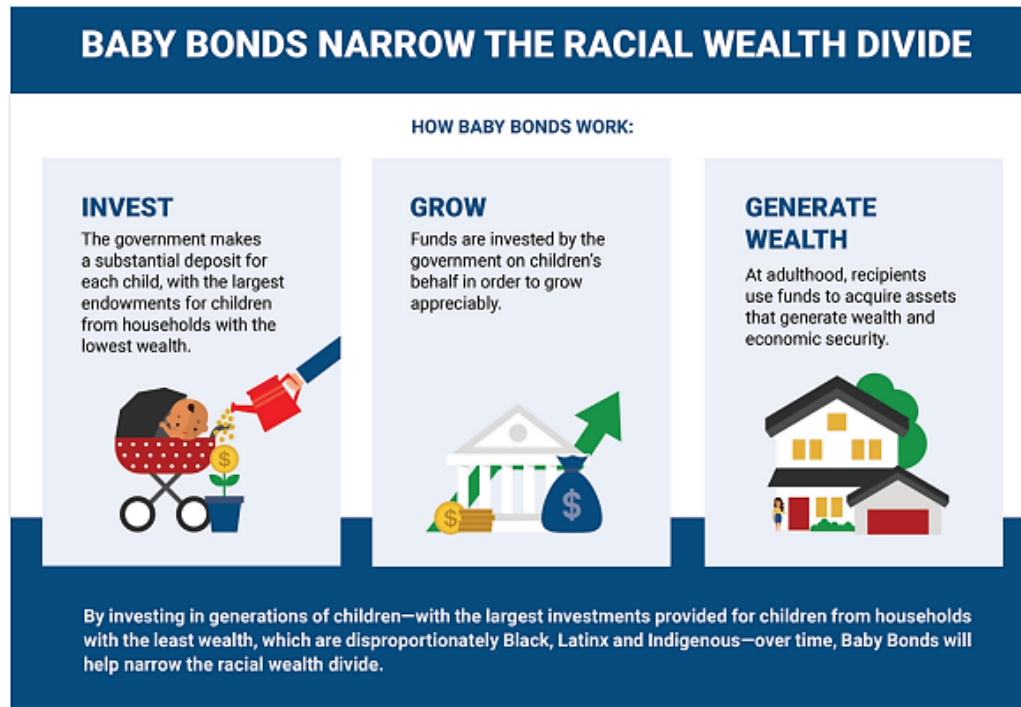 BABY BONDS NARROW THE RACIAL WEALTH DIVIDE
HOW BABY BONDS WORK:
INVEST
The government makes
a substantial deposit for
each child, with the largest
endowments for children
from households with the
lowest wealth.
$
GROW
Funds are invested by the
government on children's
behalf in order to grow
appreciably.
$
$
GENERATE
WEALTH
At adulthood, recipients
use funds to acquire assets
that generate wealth and
economic security.
By investing in generations of children—with the largest investments provided for children from households
with the least wealth, which are disproportionately Black, Latinx and Indigenous—over time, Baby Bonds will
help narrow the racial wealth divide.